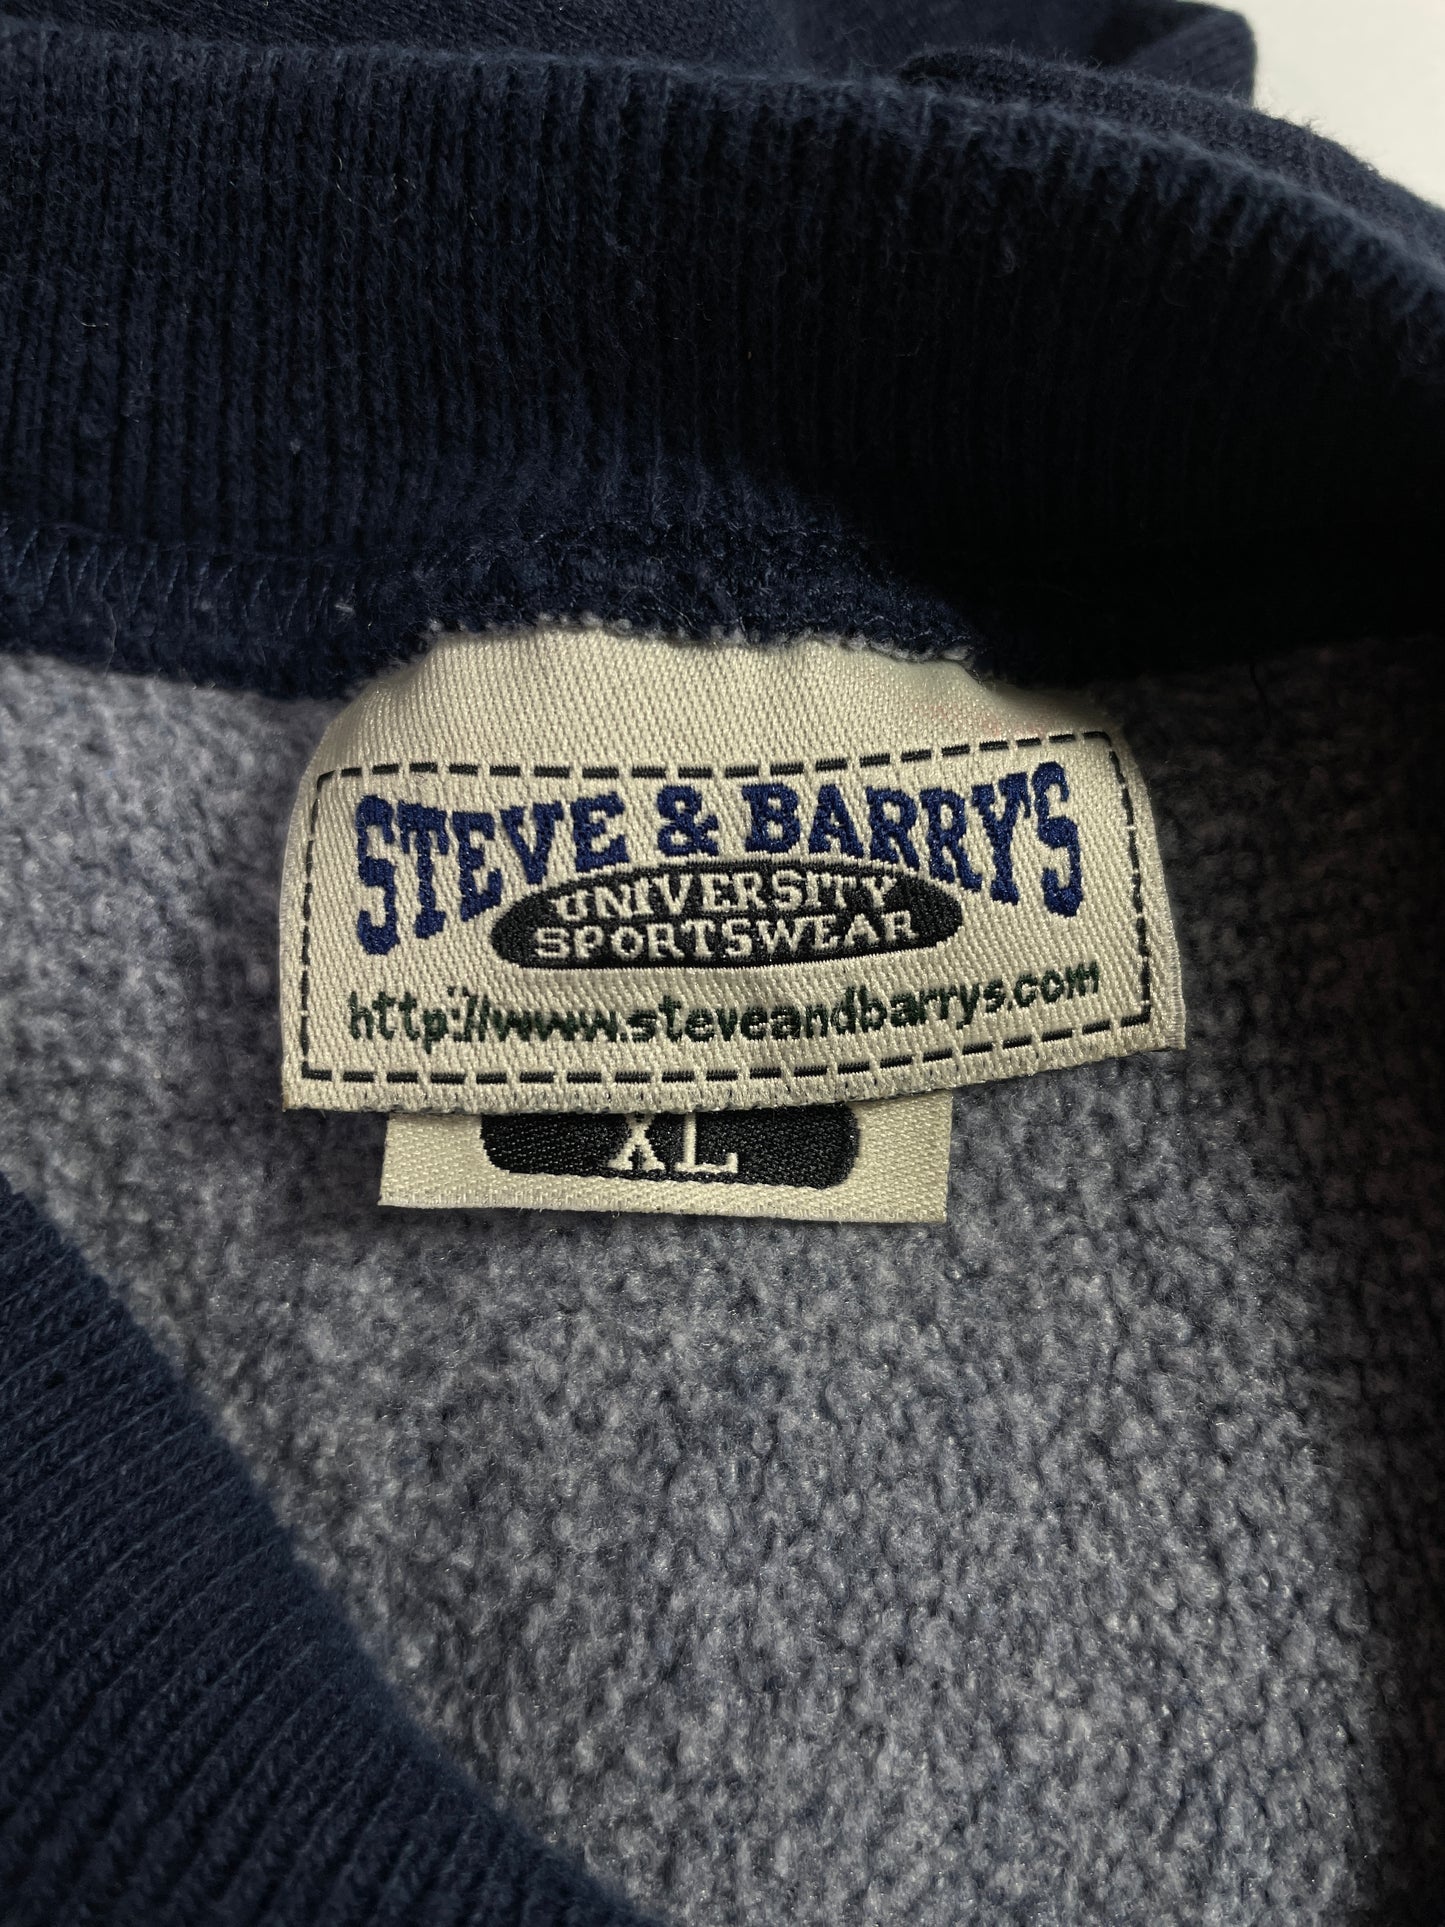 STEVE & BARRY'S
UNIVERSITY
SPORTSWEAR
http://www.steveandbarrys.com
XL